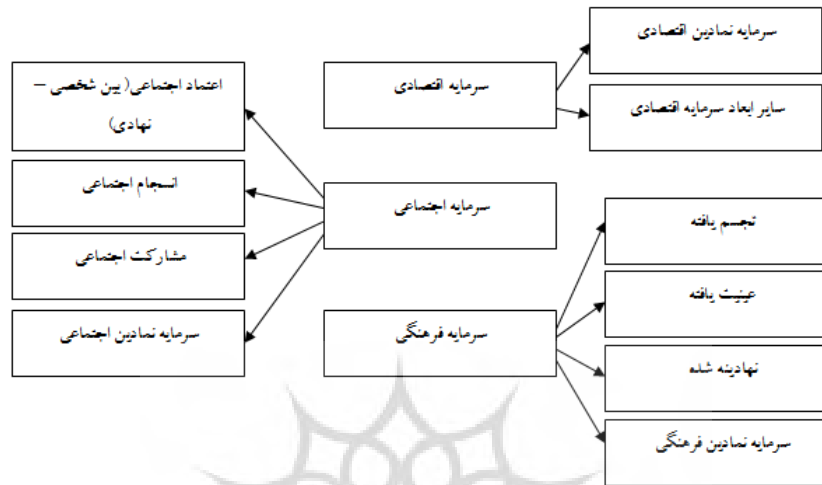 سرمایه نمادین اقتصادی
سرمایه اقتصادی
سایر ابعاد سرمایه اقتصادی
اعتماد اجتماعی( بین شخصی –
نهادی)
انسجام اجتماعی
سرمایه اجتماعی
مشارکت اجتماعی
سرمایه نمادین اجتماعی
تجسم یافته
عینیت یافته
سرمایه فرهنگی
نهادینه شده
سرمایه نمادین فرهنگی